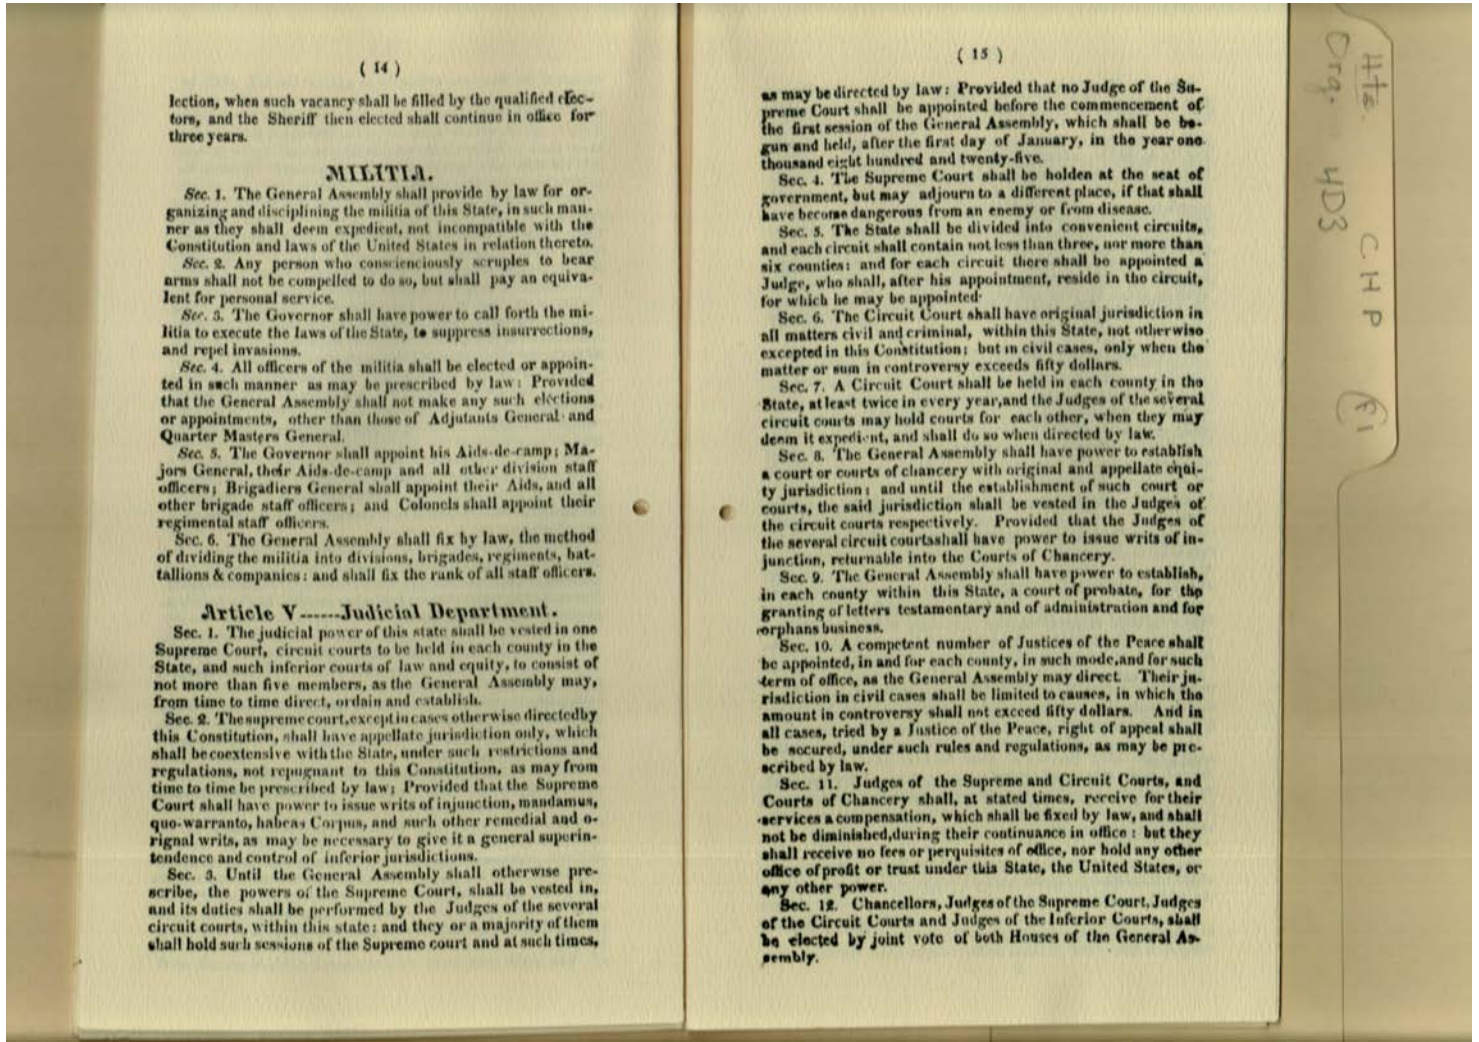 ( 14 )
lection, when such vacancy shall be filled by the qualified elec-
tors, and the Sheriff then elected shall continue in office for
three years.
MILITIA.
Sec. 1. The General Assembly shall provide by law for or-
ganizing and disciplining the militia of this State, in such man-
ner as they shall deem expedient, not incompatible with the
Constitution and laws of the United States in relation thereto.
Sec. 2. Any person who conscienciously scruples to bear
arms shall not be compelled to do so, but shall pay an equiva-
lent for personal service.
Sec. 3. The Governor shall have power to call forth the mi-
litia to execute the laws of the State, to suppress insurrections,
and repel invasions.
Sec. 4. All officers of the militia shall be elected or appoin-
ted in such manner as may be prescribed by law: Provided
that the General Assembly shall not make any such elections
or appointments, other than those of Adjutants General and
Quarter Masters General.
Sec. 5. The Governor shall appoint his Aids-de-camp; Ma-
jors General, their Aids-de-camp and all other division staff
officers; Brigadiers General shall appoint their Aids, and all
other brigade staff officers; and Colonels shall appoint their
regimental staff officers.
Sec. 6. The General Assembly shall fix by law, the method
of dividing the militia into divisions, brigades, regiments, bat-
tallions & companies: and shall fix the rank of all staff officers.
Article V------Judicial Department.
Sec. 1. The judicial power of this state shall be vested in one
Supreme Court, circuit courts to be held in each county in the
State, and such inferior courts of law and equity, to consist of
not more than five members, as the General Assembly may,
from time to time direct, ordain and establish.
Sec. 2. The supreme court, except in cases otherwise directed by
this Constitution, shall have appellate jurisdiction only, which
shall be coextensive with the State, under such restrictions and
regulations, not repugnant to this Constitution, as may from
time to time be prescribed by law; Provided that the Supreme
Court shall have power to issue writs of injunction, mandamus,
quo-warranto, habeas Corpus, and such other remedial and o-
rignal writs, as may be necessary to give it a general superin-
tendence and control of inferior jurisdictions.
Sec. 3. Until the General Assembly shall otherwise pre-
scribe, the powers of the Supreme Court, shall be vested in,
and its duties shall be performed by the Judges of the several
circuit courts, within this state: and they or a majority of them
shall hold such sessions of the Supreme court and at such times,
( 15 )
as may be directed by law: Provided that no Judge of the Su-
preme Court shall be appointed before the commencement of
the first session of the General Assembly, which shall be be-
gun and held, after the first day of January, in the year one
thousand eight hundred and twenty-five.
Sec. 4. The Supreme Court shall be holden at the seat of
government, but may adjourn to a different place, if that shall
have become dangerous from an enemy or from disease.
Sec. 5. The State shall be divided into convenient circuits,
and each circuit shall contain not less than three, nor more than
six counties: and for each circuit there shall be appointed a
Judge, who shall, after his appointment, reside in the circuit,
for which he may be appointed.
Sec. 6. The Circuit Court shall have original jurisdiction in
all matters civil and criminal, within this State, not otherwise
excepted in this Constitution; but in civil cases, only when the
matter or sum in controversy exceeds fifty dollars.
Sec. 7. A Circuit Court shall be held in each county in the
State, at least twice in every year, and the Judges of the several
circuit courts may hold courts for each other, when they may
deem it expedient, and shall do so when directed by law.
Sec. 8. The General Assembly shall have power to establish
a court or courts of chancery with original and appellate equi-
ty jurisdiction; and until the establishment of such court or
courts, the said jurisdiction shall be vested in the Judges of
the circuit courts respectively. Provided that the Judges of
the several circuit courts shall have power to issue writs of in-
junction, returnable into the Courts of Chancery.
Sec. 9. The General Assembly shall have power to establish,
in each county within this State, a court of probate, for the
granting of letters testamentary and of administration and for
orphans business.
Sec. 10. A competent number of Justices of the Peace shall
be appointed, in and for each county, in such mode, and for such
term of office, as the General Assembly may direct. Their ju-
risdiction in civil cases shall be limited to causes, in which the
amount in controversy shall not exceed fifty dollars. And in
all cases, tried by a Justice of the Peace, right of appeal shall
be secured, under such rules and regulations, as may be pre-
scribed by law.
Sec. 11. Judges of the Supreme and Circuit Courts, and
Courts of Chancery shall, at stated times, receive for their
services a compensation, which shall be fixed by law, and shall
not be diminished, during their continuance in office: but they
shall receive no fees or perquisites of office, nor hold any other
office of profit or trust under this State, the United States, or
any other power.
Sec. 12. Chancellors, Judges of the Supreme Court, Judges
of the Circuit Courts and Judges of the Inferior Courts, shall
be elected by joint vote of both Houses of the General As-
sembly.
4D3
CHP
F1